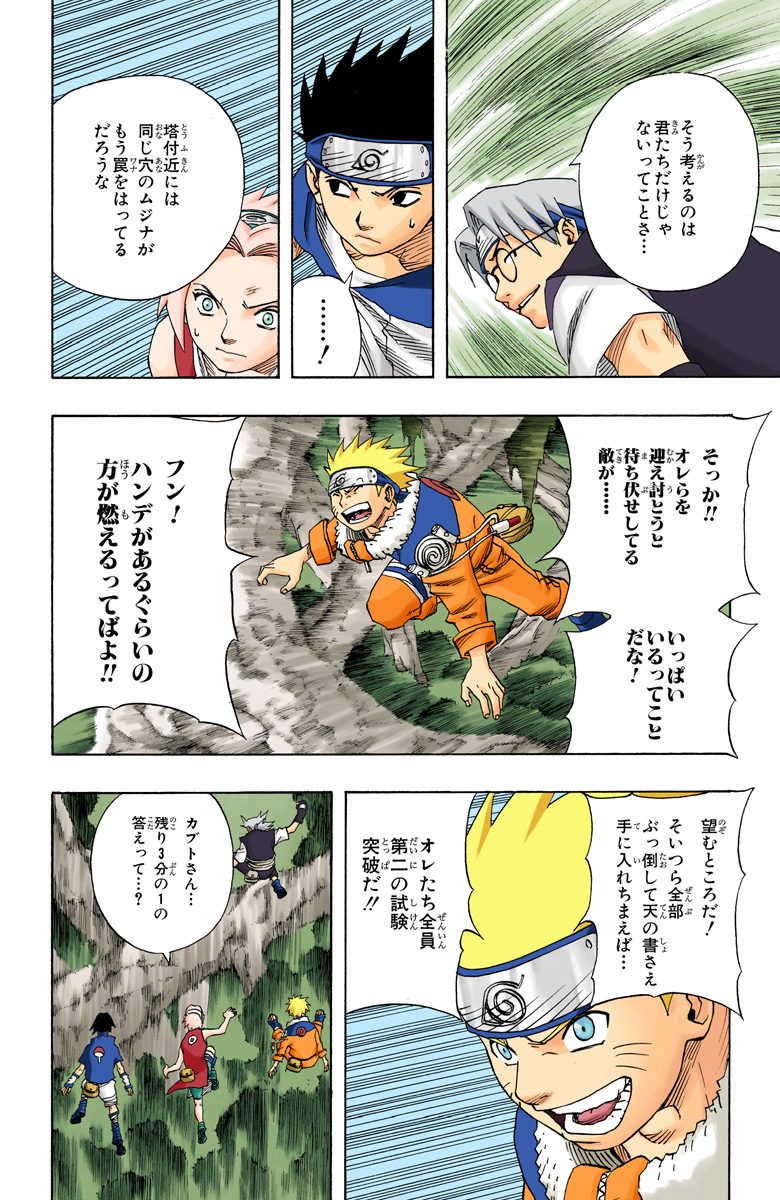 そう考えるのは
君たちだけじゃ
ないってことさ…
……！
塔付近には
同じ穴のムジナが
もう罠をはってる
だろうな
そっか!!
オレらを
迎え討とうと
待ち伏せしてる
敵が……
いっぱい
いるってこと
だな！
フン！
ハンデがあるぐらいの
方が燃えるってばよ!!
望むところだ！
そいつら全部
ぶっ倒して天の書さえ
手に入れちまえば…
オレたち全員
第二の試験
突破だ!!
カブトさん…
残り3分の1の
答えって…？